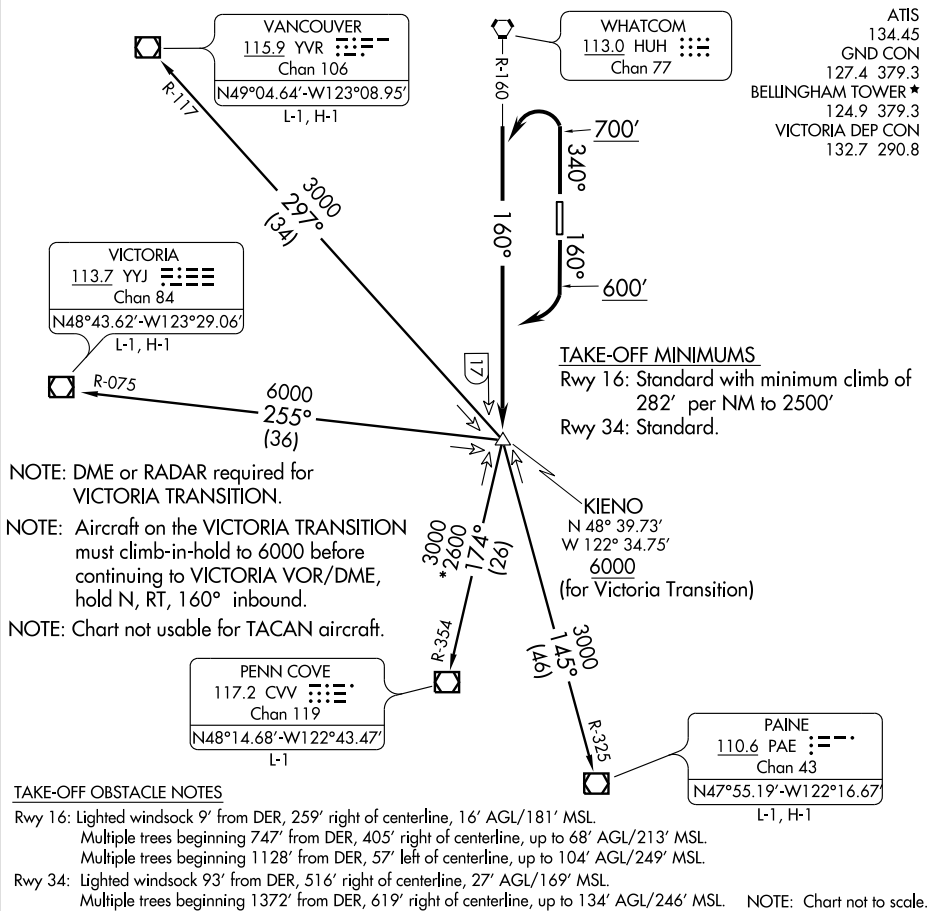 VANCOUVER
115.9 YVR
Chan 106
N49°04.64'-W123°08.95'
L-1, H-1
WHATCOM
113.0 HUH
Chan 77
ATIS
134.45
GND CON
127.4 379.3
BELLINGHAM TOWER ★
124.9 379.3
VICTORIA DEP CON
132.7 290.8
R-117
R-160
700'
340°
3000
297°
(34)
160°
160°
600'
VICTORIA
113.7 YYJ
Chan 84
N48°43.62'-W123°29.06'
L-1, H-1
R-075
6000
255°
(36)
17
TAKE-OFF MINIMUMS
Rwy 16: Standard with minimum climb of
282' per NM to 2500'
Rwy 34: Standard.
NOTE: DME or RADAR required for
VICTORIA TRANSITION.
NOTE: Aircraft on the VICTORIA TRANSITION
must climb-in-hold to 6000 before
continuing to VICTORIA VOR/DME,
hold N, RT, 160° inbound.
NOTE: Chart not usable for TACAN aircraft.
KIENO
N 48° 39.73'
W 122° 34.75'
6000
(for Victoria Transition)
3000
*2600
174°
(26)
R-354
3000
145°
(46)
R-325
PENN COVE
117.2 CVV
Chan 119
N48°14.68'-W122°43.47'
L-1
PAINE
110.6 PAE
Chan 43
N47°55.19'-W122°16.67'
L-1, H-1
TAKE-OFF OBSTACLE NOTES
Rwy 16: Lighted windsock 9' from DER, 259' right of centerline, 16' AGL/181' MSL.
Multiple trees beginning 747' from DER, 405' right of centerline, up to 68' AGL/213' MSL.
Multiple trees beginning 1128' from DER, 57' left of centerline, up to 104' AGL/249' MSL.
Rwy 34: Lighted windsock 93' from DER, 516' right of centerline, 27' AGL/169' MSL.
Multiple trees beginning 1372' from DER, 619' right of centerline, up to 134' AGL/246' MSL.
NOTE: Chart not to scale.